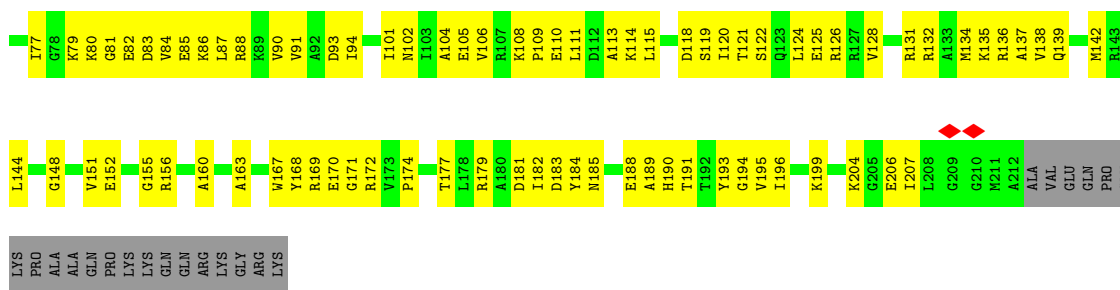 I77 G78 K79 K80 G81 E82 D83 V84 E85 K86 L87 R88 K89 V90 V91 A92 D93 I94 I101 N102 I103 A104 E105 V106 R107 K108 P109 E110 L111 D112 A113 K114 L115 D118 S119 I120 T121 S122 Q123 L124 E125 R126 R127 V128 R131 R132 A133 M134 K135 R136 A137 V138 Q139 M142 R143
L144 G148 V151 E152 G155 R156 A160 A163 W167 Y168 R169 E170 G171 R172 V173 P174 T177 L178 R179 A180 D181 I182 D183 Y184 N185 E188 A189 H190 T191 T192 Y193 G194 V195 I196 K199 K204 G205 E206 I207 L208 G209 G210 M211 A212 ALA VAL GLU GLN PRO
LYS PRO ALA ALA GLN PRO LYS LYS GLN GLN ARG LYS GLY ARG LYS